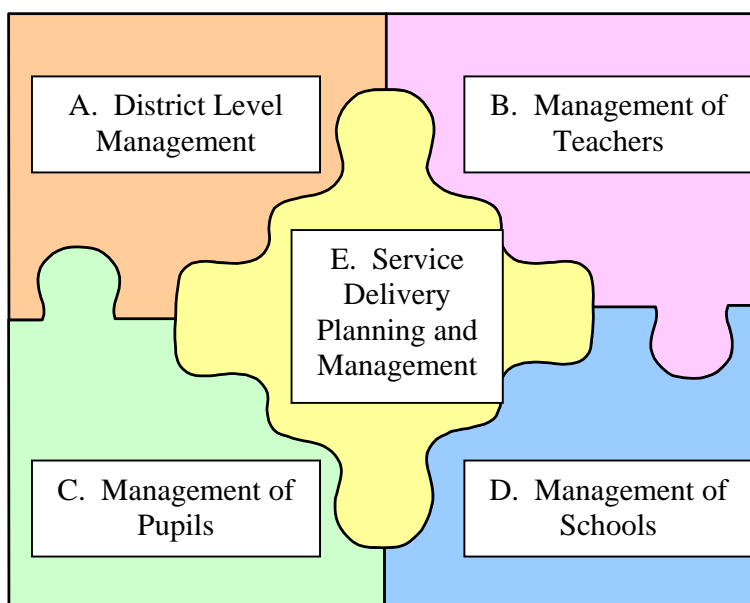 A. District Level
Management
B. Management of
Teachers
E. Service
Delivery
Planning and
Management
C. Management of
Pupils
D. Management of
Schools